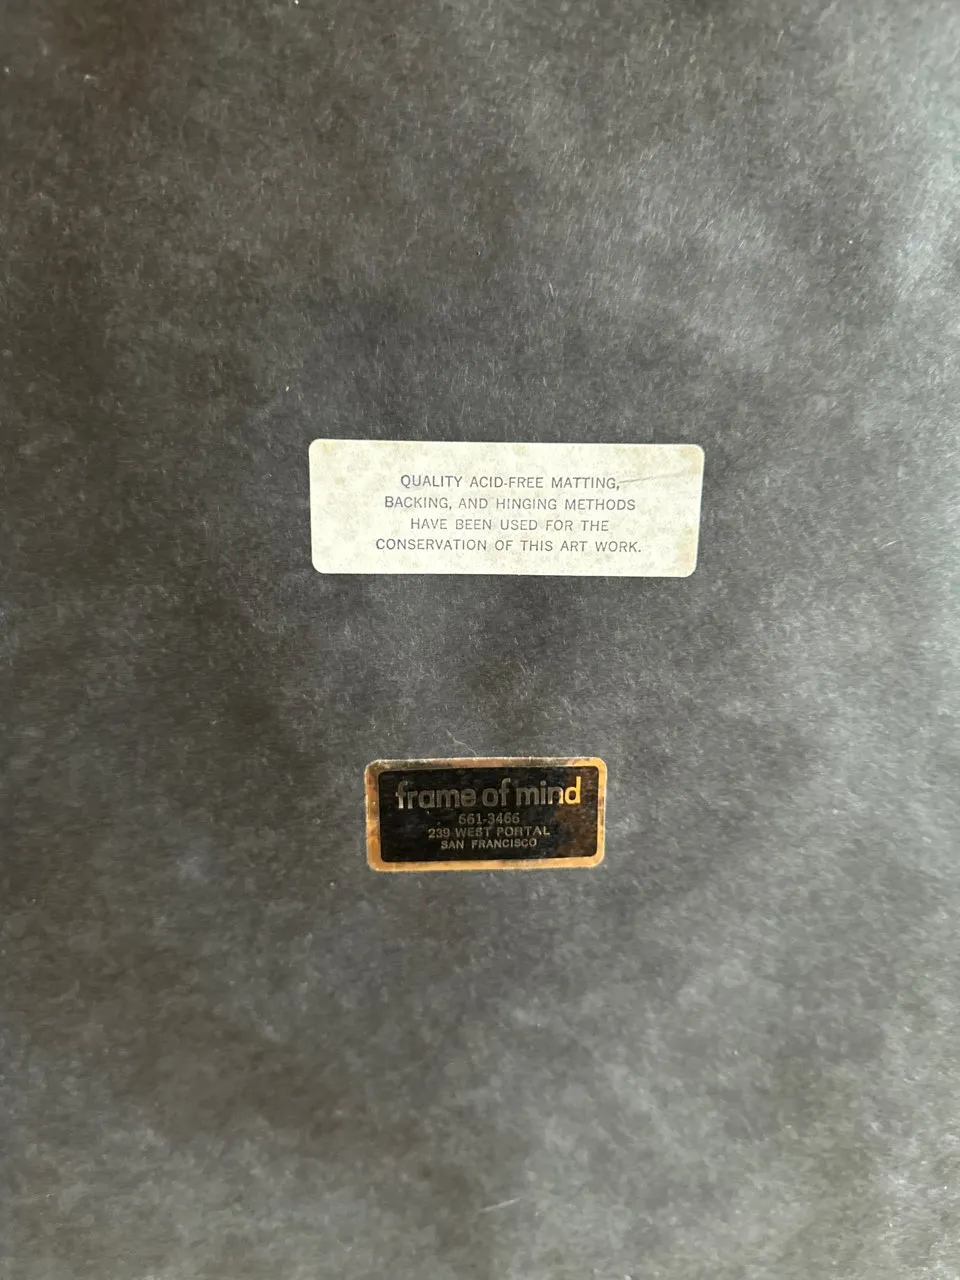 QUALITY ACID-FREE MATTING,
BACKING, AND HINGING METHODS
HAVE BEEN USED FOR THE
CONSERVATION OF THIS ART WORK.
frame of mind
661-3466
239 WEST PORTAL
SAN FRANCISCO